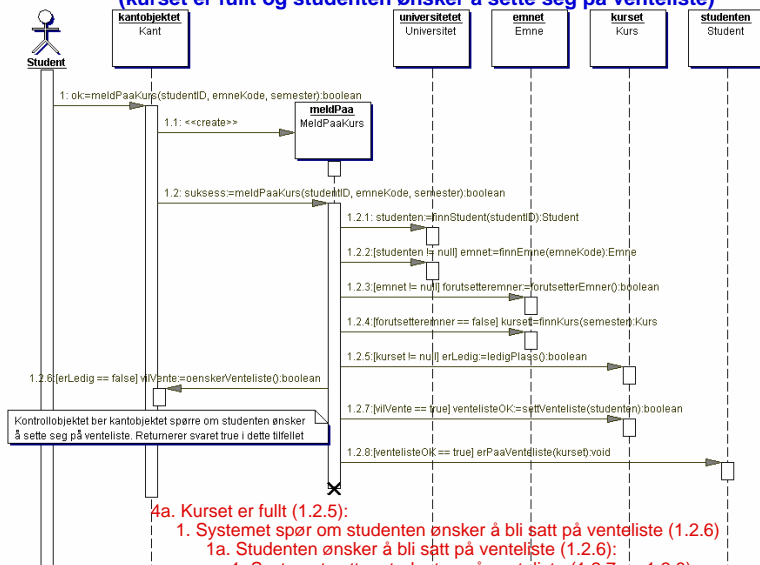 (kurset er fullt og studenten ønsker å sette seg på venteliste)
kantobjektet
Kant
universitetet
Universitet
emnet
Emne
kurset
Kurs
studenten
Student
Student
1: ok:=meldPaaKurs(studentID, emneKode, semester):boolean
meldPaa
MeldPaaKurs
1.1: <<create>>
1.2: suksess:=meldPaaKurs(studentID, emneKode, semester):boolean
1.2.1: studenten:=finnStudent(studentID):Student
1.2.2:[studenten != null] emnet:=finnEmne(emneKode):Emne
1.2.3:[emnet != null] forutsetteremner:=forutsetterEmner():boolean
1.2.4:[forutsetteremner == false] kurset:=finnKurs(semester):Kurs
1.2.5:[kurset != null] erLedig:=ledigPlass():boolean
1.2.6:[erLedig == false] vilVente:=oenskerVenteliste():boolean
1.2.7:[vilVente == true] ventelisteOK:=settVenteliste(studenten):boolean
Kontrollobjektet ber kantobjektet spørre om studenten ønsker
å sette seg på venteliste. Returnerer svaret true i dette tilfellet
1.2.8:[ventelisteOK == true] erPaaVenteliste(kurset):void
4a. Kurset er fullt (1.2.5):
1. Systemet spør om studenten ønsker å bli satt på venteliste (1.2.6)
1a. Studenten ønsker å bli satt på venteliste (1.2.6):